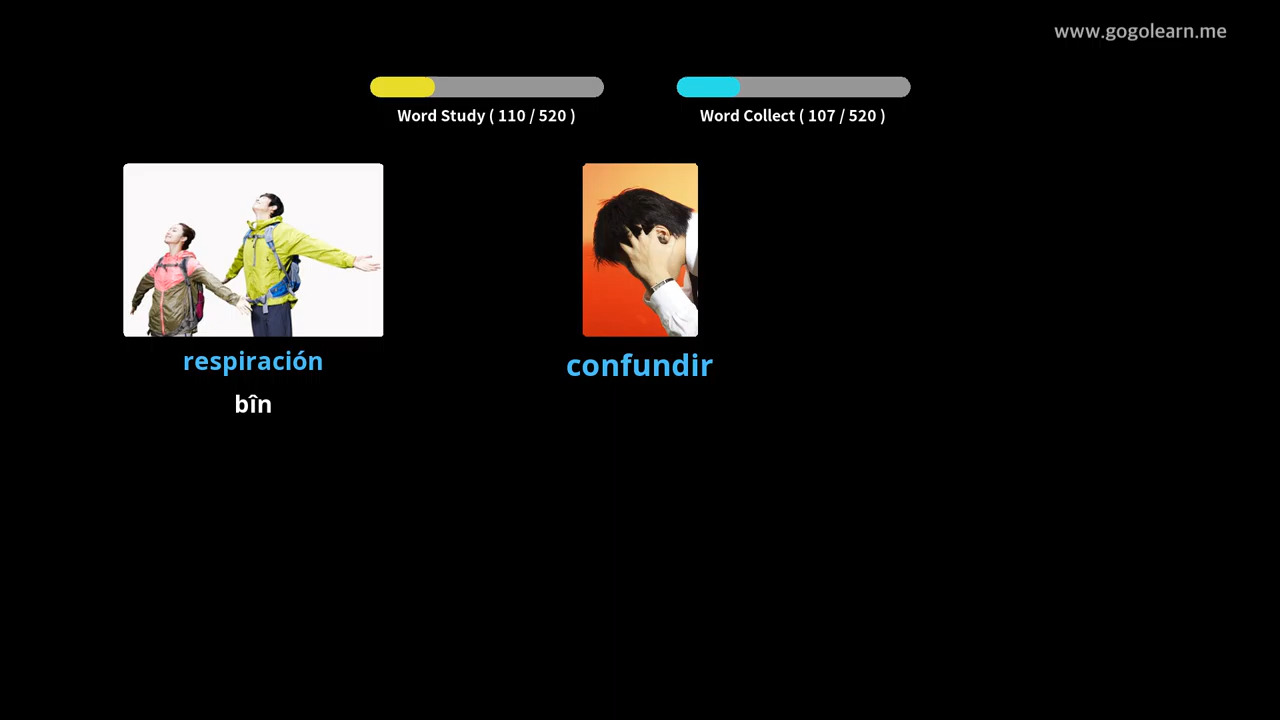 www.gogolearn.me
Word Study ( 110 / 520 )
Word Collect ( 107 / 520 )
respiración
confundir
bîn